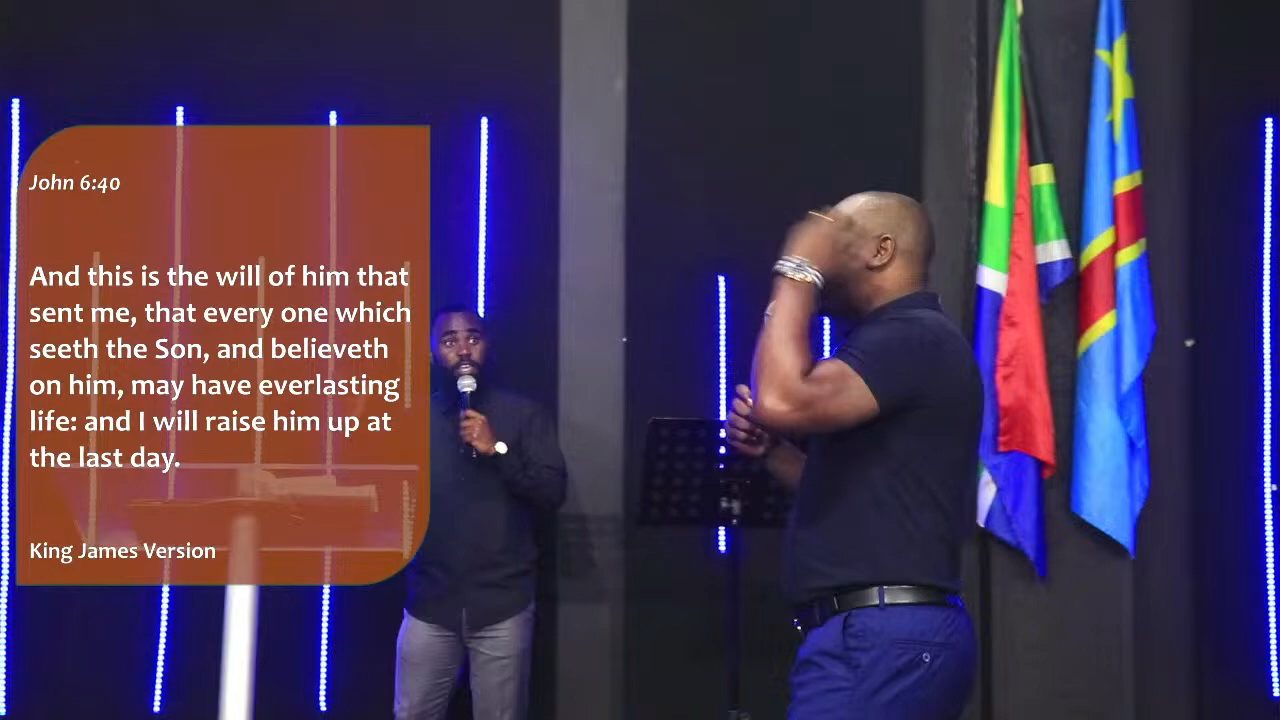 John 6:40
And this is the will of him that
sent me, that every one which
seeth the Son, and believeth
on him, may have everlasting
life: and I will raise him up at
the last day.
King James Version